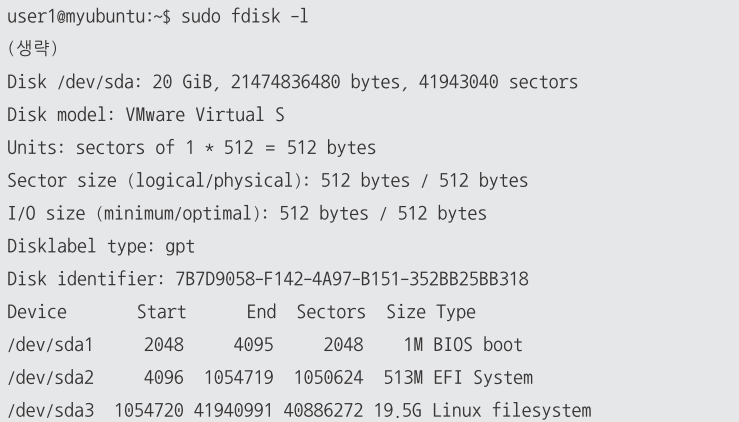 user1@myubuntu:~$ sudo fdisk -l
(생략)
Disk /dev/sda: 20 GiB, 21474836480 bytes, 41943040 sectors
Disk model: VMware Virtual S
Units: sectors of 1 * 512 = 512 bytes
Sector size (logical/physical): 512 bytes / 512 bytes
I/O size (minimum/optimal): 512 bytes / 512 bytes
Disklabel type: gpt
Disk identifier: 7B7D9058-F142-4A97-B151-352BB25BB318
Device Start End Sectors Size Type
/dev/sda1 2048 4095 2048 1M BIOS boot
/dev/sda2 4096 1054719 1050624 513M EFI System
/dev/sda3 1054720 41940991 40886272 19.5G Linux filesystem